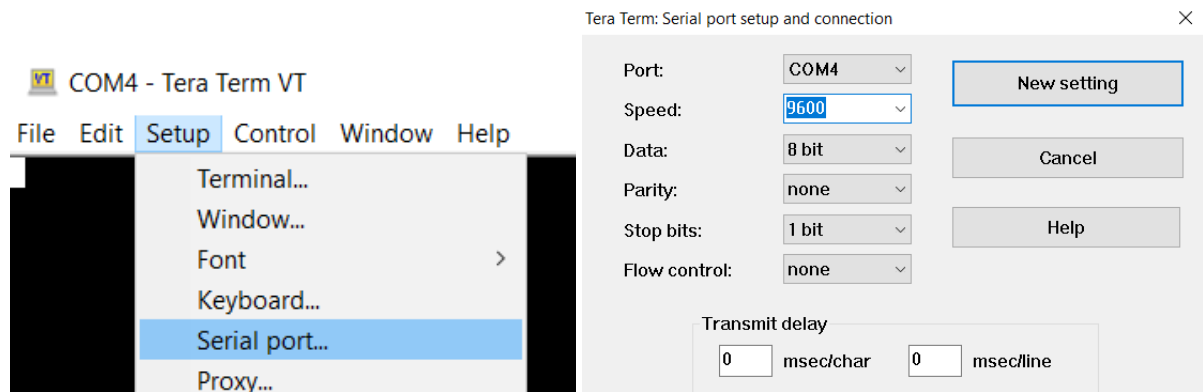 VT COM4 - Tera Term VT
File Edit Setup Control Window Help
Terminal...
Window...
Font
Keyboard...
Serial port...
Proxy...
Tera Term: Serial port setup and connection
Port: COM4
New setting
Speed: 9600
Data: 8 bit
Cancel
Parity: none
Stop bits: 1 bit
Help
Flow control: none
Transmit delay
0 msec/char 0 msec/line